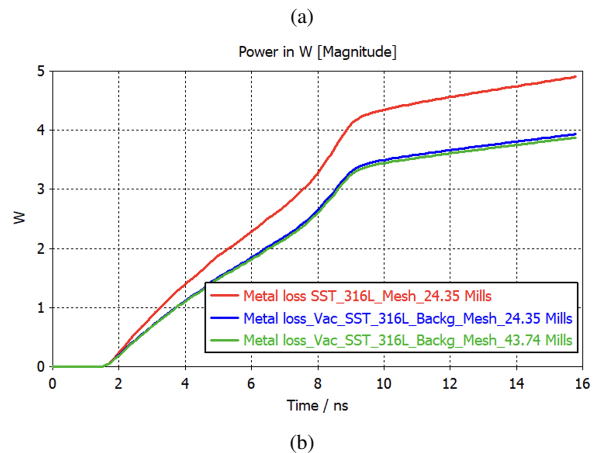 (a)
Power in W [Magnitude]
5
4
3
2
1
0
W
Metal loss SST_316L_Mesh_24.35 Mills
Metal loss_Vac_SST_316L_Backg_Mesh_24.35 Mills
Metal loss_Vac_SST_316L_Backg_Mesh_43.74 Mills
0 2 4 6 8 10 12 14 16
Time / ns
(b)